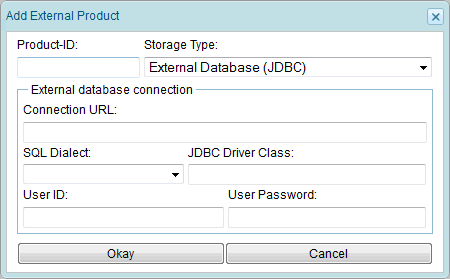 Add External Product
Product-ID: Storage Type:
External Database (JDBC)
External database connection
Connection URL:
SQL Dialect: JDBC Driver Class:
User ID: User Password:
Okay Cancel